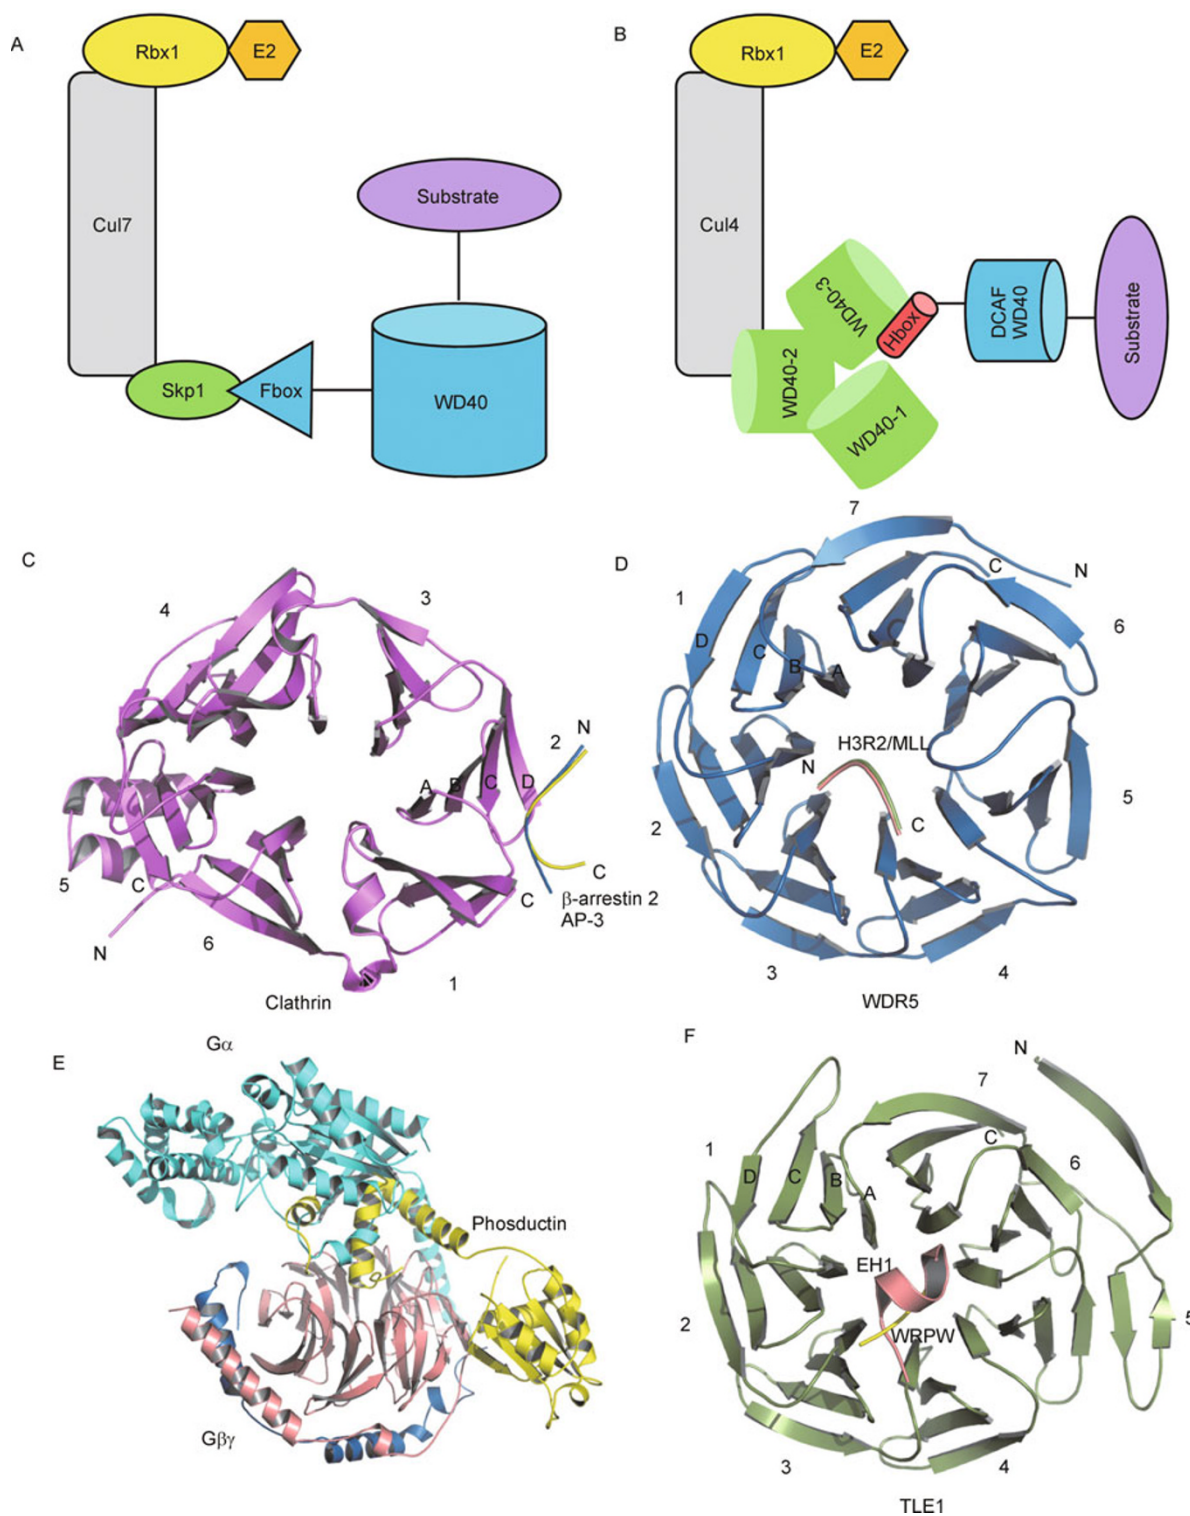 A
Rbx1
E2
Cul7
Substrate
Skp1
Fbox
WD40
B
Rbx1
E2
Cul4
WD40-3
Hbox
DCAF
WD40
Substrate
WD40-2
WD40-1
C
4
3
2
N
A
B
C
D
C
β-arrestin 2
AP-3
C
5
C
N
6
1
Clathrin
D
7
N
C
1
6
D
C
B
A
C
H3R2/MLL
N
C
5
2
3
4
WDR5
E
Gα
Phosductin
Gβγ
F
N
7
C
1
6
D
C
B
A
EH1
WRPW
2
5
3
4
TLE1